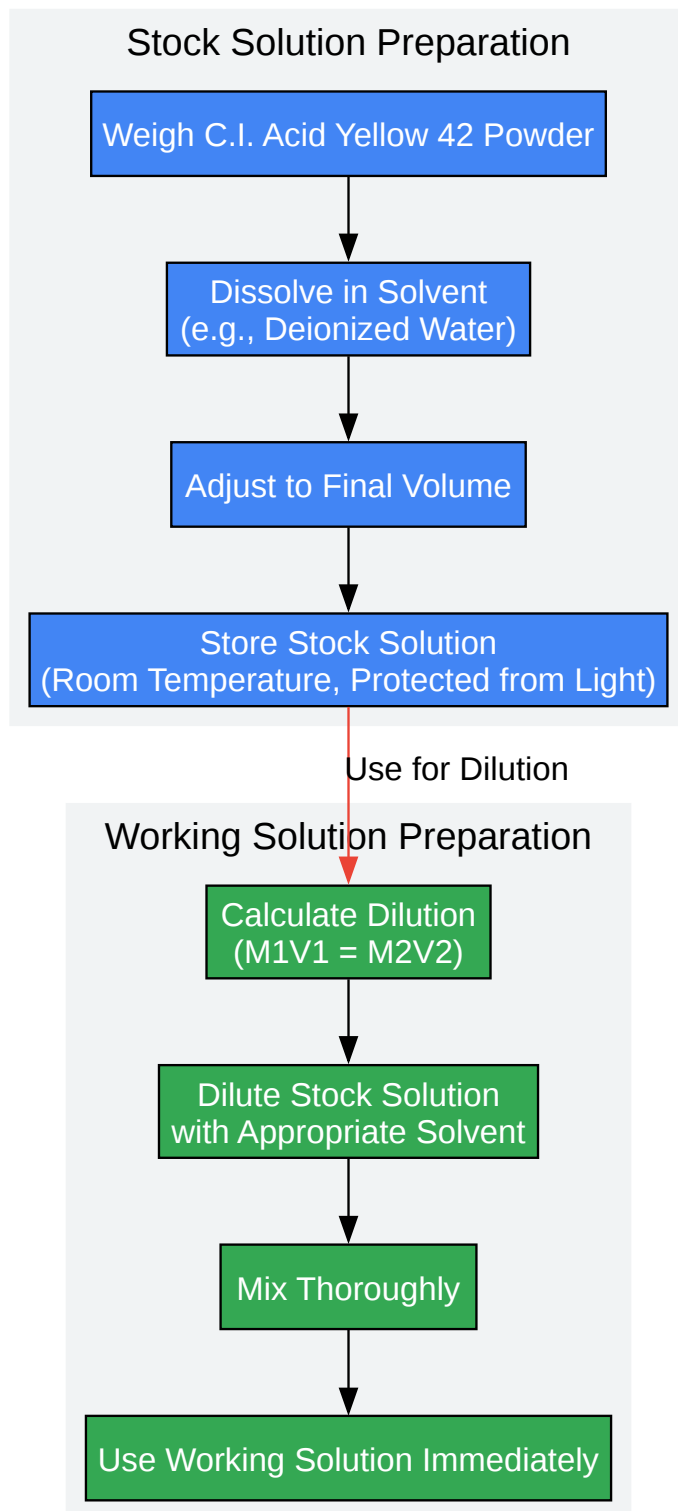 Stock Solution Preparation
Weigh C.I. Acid Yellow 42 Powder
Dissolve in Solvent
(e.g., Deionized Water)
Adjust to Final Volume
Store Stock Solution
(Room Temperature, Protected from Light)
Use for Dilution
Working Solution Preparation
Calculate Dilution
(M1V1 = M2V2)
Dilute Stock Solution
with Appropriate Solvent
Mix Thoroughly
Use Working Solution Immediately